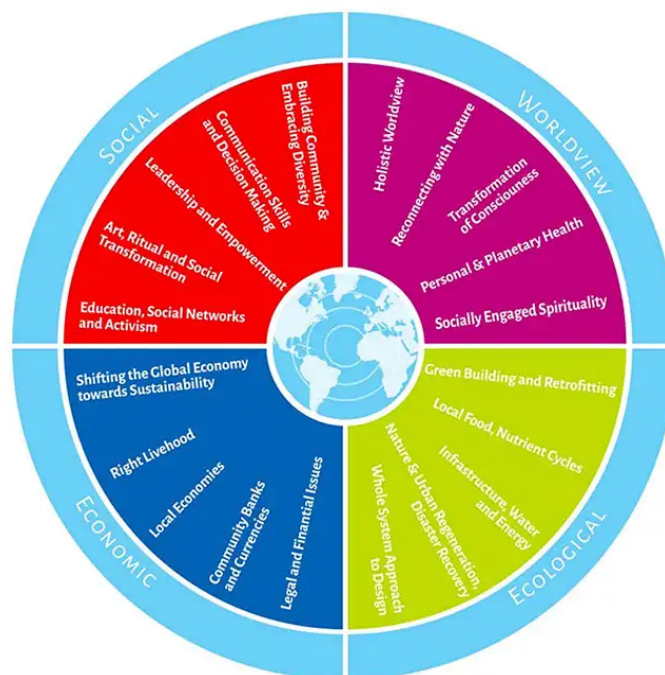 SOCIAL
Building Community &
Embracing Diversity
Communication Skills
and Decision Making
Leadership and Empowerment
Art, Ritual and Social
Transformation
Education, Social Networks
and Activism
WORLDVIEW
Holistic Worldview
Reconnecting with Nature
Transformation
of Consciouness
Personal & Planetary Health
Socially Engaged Spirituality
ECONOMIC
Shifting the Global Economy
towards Sustainability
Right Livehood
Local Economies
Community Banks
and Currencies
Legal and Finantial Issues
ECOLOGICAL
Green Building and Retrofitting
Local Food, Nutrient Cycles
Infrastructure, Water
and Energy
Nature & Urban Regeneration,
Disaster Recovery
Whole System Approach
to Design